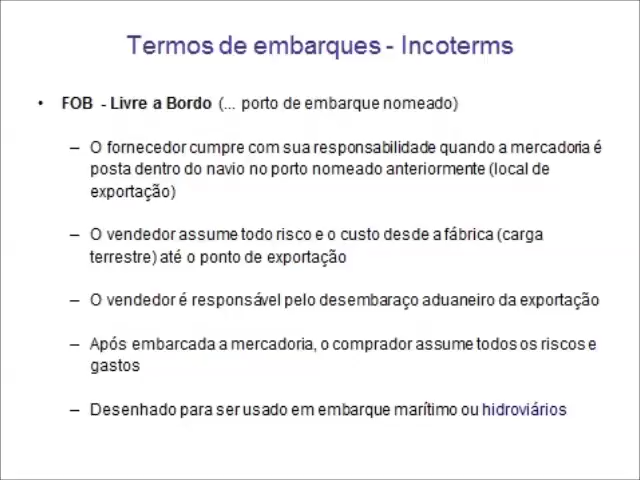 Termos de embarques - Incoterms
• FOB - Livre a Bordo (... porto de embarque nomeado)
– O fornecedor cumpre com sua responsabilidade quando a mercadoria é
posta dentro do navio no porto nomeado anteriormente (local de
exportação)
– O vendedor assume todo risco e o custo desde a fábrica (carga
terrestre) até o ponto de exportação
– O vendedor é responsável pelo desembaraço aduaneiro da exportação
– Após embarcada a mercadoria, o comprador assume todos os riscos e
gastos
– Desenhado para ser usado em embarque marítimo ou hidroviários